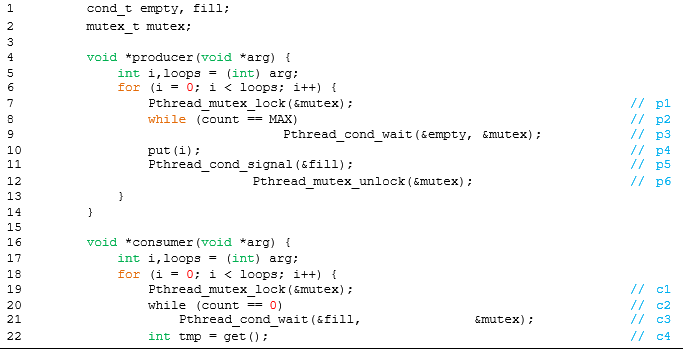 1 cond_t empty, fill;
2 mutex_t mutex;
3
4 void *producer(void *arg) {
5 int i,loops = (int) arg;
6 for (i = 0; i < loops; i++) {
7 Pthread_mutex_lock(&mutex); // p1
8 while (count == MAX) // p2
9 Pthread_cond_wait(&empty, &mutex); // p3
10 put(i); // p4
11 Pthread_cond_signal(&fill); // p5
12 Pthread_mutex_unlock(&mutex); // p6
13 }
14 }
15
16 void *consumer(void *arg) {
17 int i,loops = (int) arg;
18 for (i = 0; i < loops; i++) {
19 Pthread_mutex_lock(&mutex); // c1
20 while (count == 0) // c2
21 Pthread_cond_wait(&fill, &mutex); // c3
22 int tmp = get(); // c4